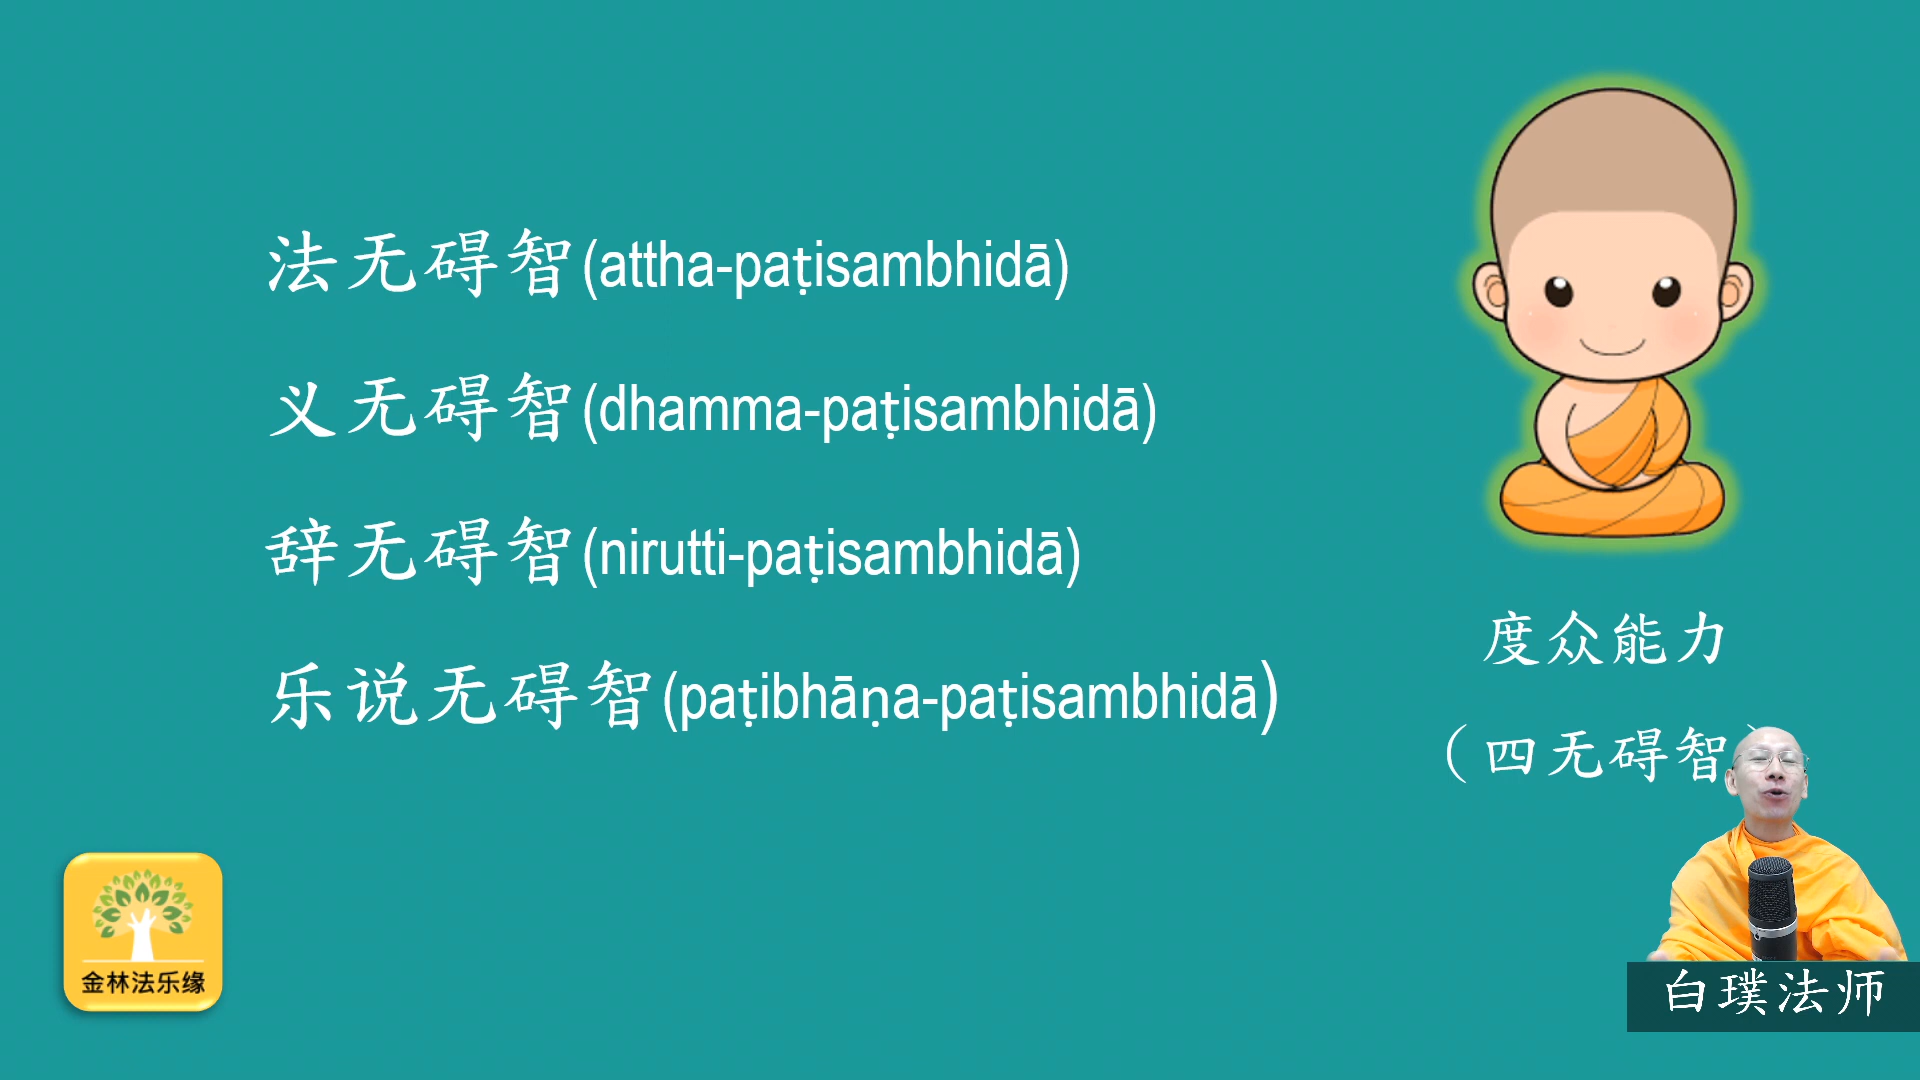 法无碍智(attha-paṭisambhidā)
义无碍智(dhamma-paṭisambhidā)
辞无碍智(nirutti-paṭisambhidā)
乐说无碍智(paṭibhāṇa-paṭisambhidā)
度众能力
（四无碍智）
金林法乐缘
白璞法师